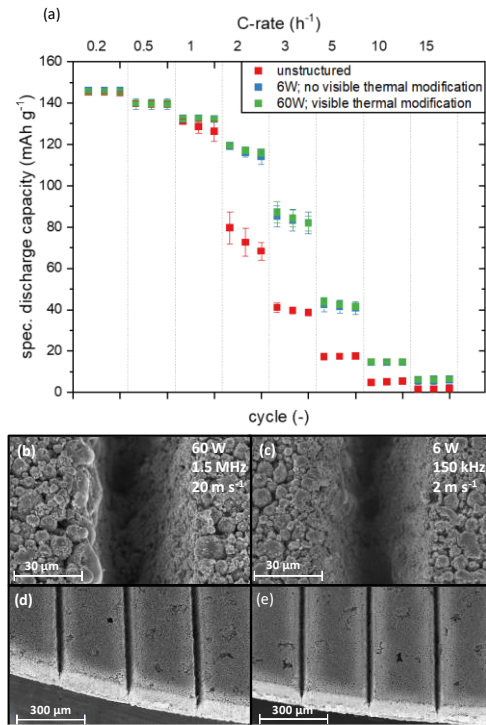 (a)
C-rate (h⁻¹)
0.2 0.5 1 2 3 5 10 15
160
140
120
100
80
60
40
20
0
spec. discharge capacity (mAh g⁻¹)
unstructured
6W; no visible thermal modification
60W; visible thermal modification
cycle (-)
(b)
60 W
1.5 MHz
20 m s⁻¹
30 µm
(c)
6 W
150 kHz
2 m s⁻¹
30 µm
(d)
300 µm
(e)
300 µm